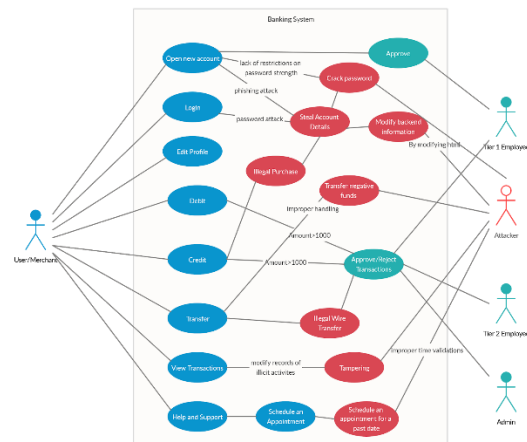 Banking System
Open new account
Approve
lack of restrictions on
password strength
Crack password
phishing attack
Login
password attack
Steal Account
Details
Modify backend
information
Tier 1 Employee
By modifying html
Edit Profile
Illegal Purchase
Transfer negative
funds
Debit
Improper handling
Attacker
User/Merchant
Amount>1000
Credit
Amount>1000
Approve/Reject
Transactions
Transfer
Illegal Wire
Transfer
Tier 2 Employee
Improper time validations
View Transactions
modify records of
illicit activites
Tampering
Admin
Help and Support
Schedule an
Appointment
Schedule an
appointment for a
past date